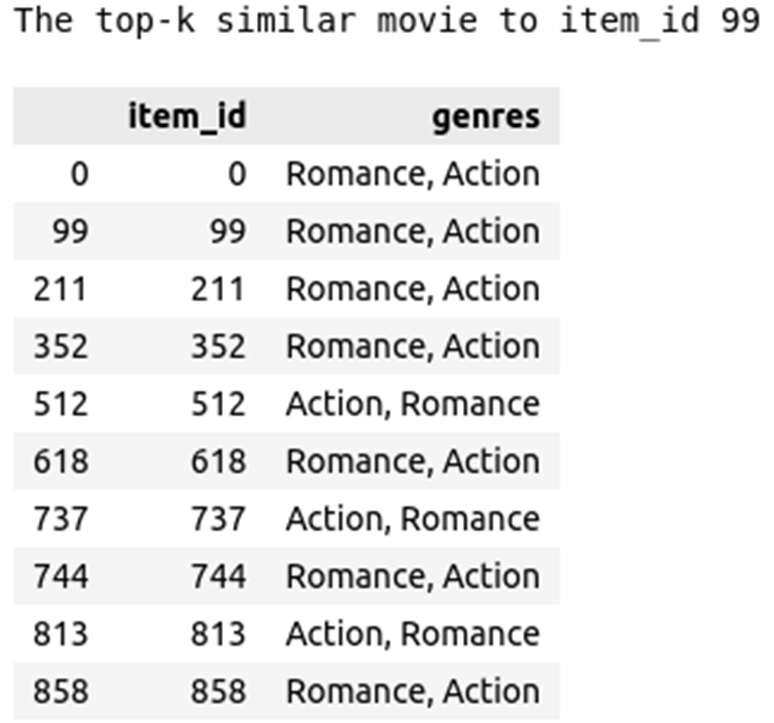 The top-k similar movie to item_id 99
item_id genres
0 0 Romance, Action
99 99 Romance, Action
211 211 Romance, Action
352 352 Romance, Action
512 512 Action, Romance
618 618 Romance, Action
737 737 Action, Romance
744 744 Romance, Action
813 813 Action, Romance
858 858 Romance, Action